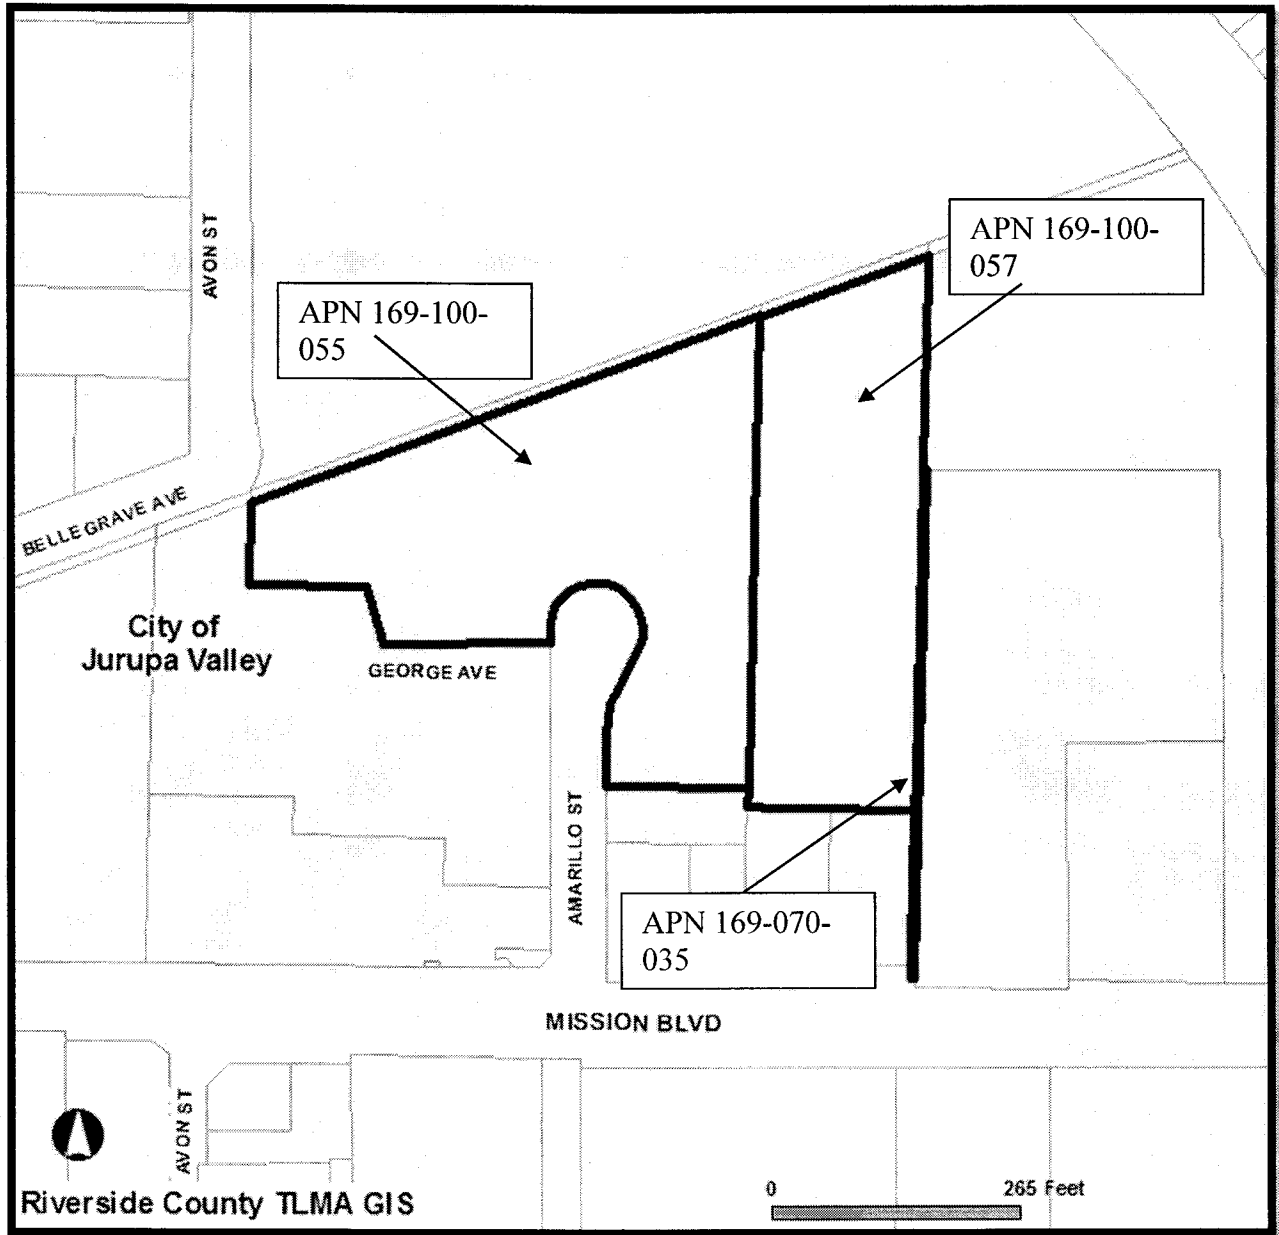 APN 169-100-
057
AVON ST
APN 169-100-
055
BELLEGRAVE AVE
City of
Jurupa Valley
GEORGE AVE
AMARILLO ST
APN 169-070-
035
MISSION BLVD
AVON ST
0
265 Feet
Riverside County TLMA GIS